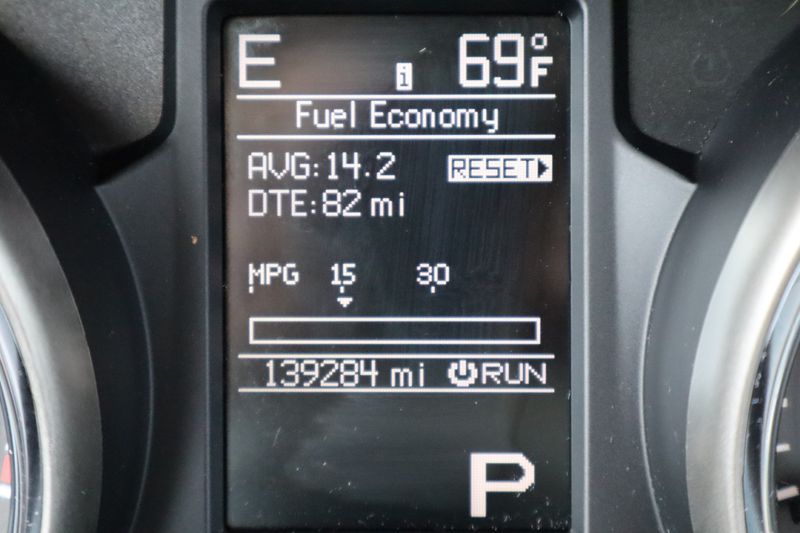 E i 69°F
Fuel Economy
AVG:14.2 RESET▶
DTE:82 mi
MPG 15 30
139284 mi ⏻RUN
P